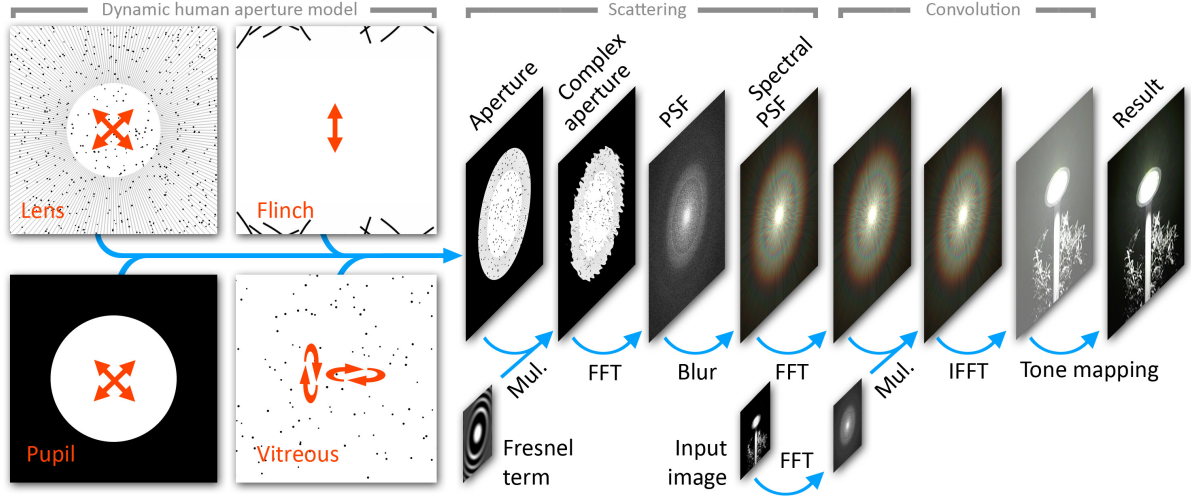 Dynamic human aperture model
Scattering
Convolution
Lens
Flinch
Pupil
Vitreous
Aperture
Complex
aperture
PSF
Spectral
PSF
Result
Mul.
FFT
Blur
FFT
Mul.
IFFT
Tone mapping
Fresnel
term
Input
image
FFT